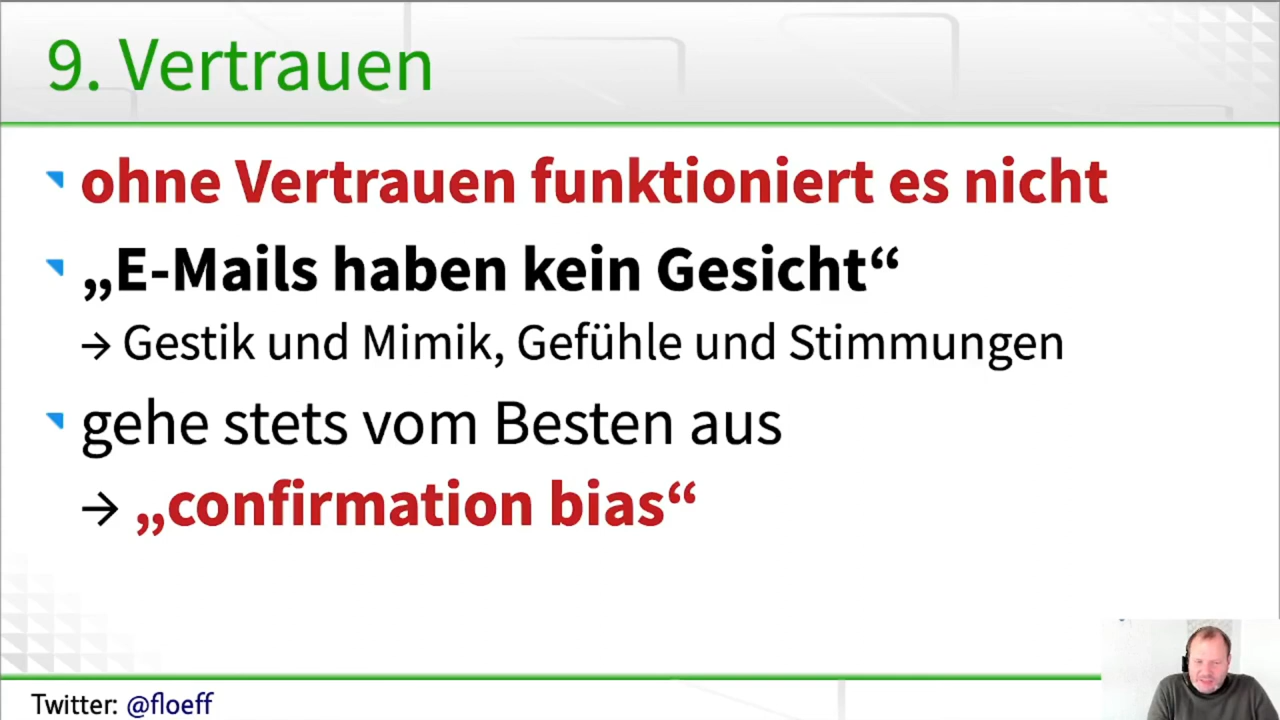 9. Vertrauen
ohne Vertrauen funktioniert es nicht
„E-Mails haben kein Gesicht“
→ Gestik und Mimik, Gefühle und Stimmungen
gehe stets vom Besten aus
→ „confirmation bias“
Twitter: @floeff